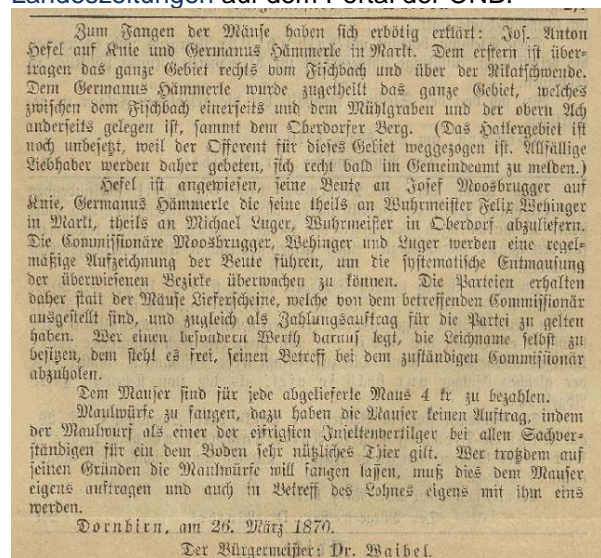 Landeszeitungen auf dem Portal der ÖNB.
Zum Fangen der Mäuse haben sich erbötig erklärt: Jos. Anton
Hefel auf Knie und Germanus Hämmerle in Markt. Dem erstern ist über-
tragen das ganze Gebiet rechts vom Fischbach und über der Rikatschwende.
Dem Germanus Hämmerle wurde zugetheilt das ganze Gebiet, welches
zwischen dem Fischbach einerseits und dem Mühlgraben und der obern Ach
anderseits gelegen ist, sammt dem Oberdorfer Berg. (Das Hatlergebiet ist
noch unbesetzt, weil der Offerent für dieses Gebiet weggezogen ist. Allfällige
Liebhaber werden daher gebeten, sich recht bald im Gemeindeamt zu melden.)
Hefel ist angewiesen, seine Beute an Josef Moosbrugger auf
Knie, Germanus Hämmerle die seine theils an Wuhrmeister Felix Wehinger
in Markt, theils an Michael Luger, Wuhrmeister in Oberdorf abzuliefern.
Die Commissionäre Moosbrugger, Wehinger und Luger werden eine regel-
mäßige Aufzeichnung der Beute führen, um die systematische Entmausung
der überwiesenen Bezirke überwachen zu können. Die Parteien erhalten
daher statt der Mäuse Lieferscheine, welche von dem betreffenden Commissionär
ausgestellt sind, und zugleich als Zahlungsauftrag für die Partei zu gelten
haben. Wer einen besondern Werth darauf legt, die Leichname selbst zu
besitzen, dem steht es frei, seinen Betreff bei dem zuständigen Commissionär
abzuholen.
Dem Mauser sind für jede abgelieferte Maus 4 kr zu bezahlen.
Maulwürfe zu fangen, dazu haben die Mauser keinen Auftrag, indem
der Maulwurf als einer der eifrigsten Insektenvertilger bei allen Sachver-
ständigen für ein dem Boden sehr nützliches Thier gilt. Wer trotzdem auf
seinen Gründen die Maulwürfe will fangen lassen, muß dies dem Mauser
eigens auftragen und auch in Betreff des Lohnes eigens mit ihm eins
werden.
Dornbirn, am 26. März 1870.
Der Bürgermeister: Dr. Waibel.